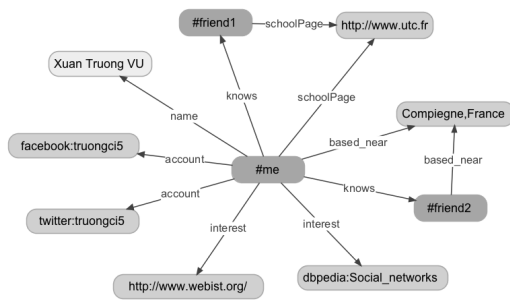 #friend1
schoolPage
http://www.utc.fr
Xuan Truong VU
knows
schoolPage
name
Compiegne,France
facebook:truongci5
account
based_near
based_near
#me
account
knows
#friend2
twitter:truongci5
interest
interest
http://www.webist.org/
dbpedia:Social_networks